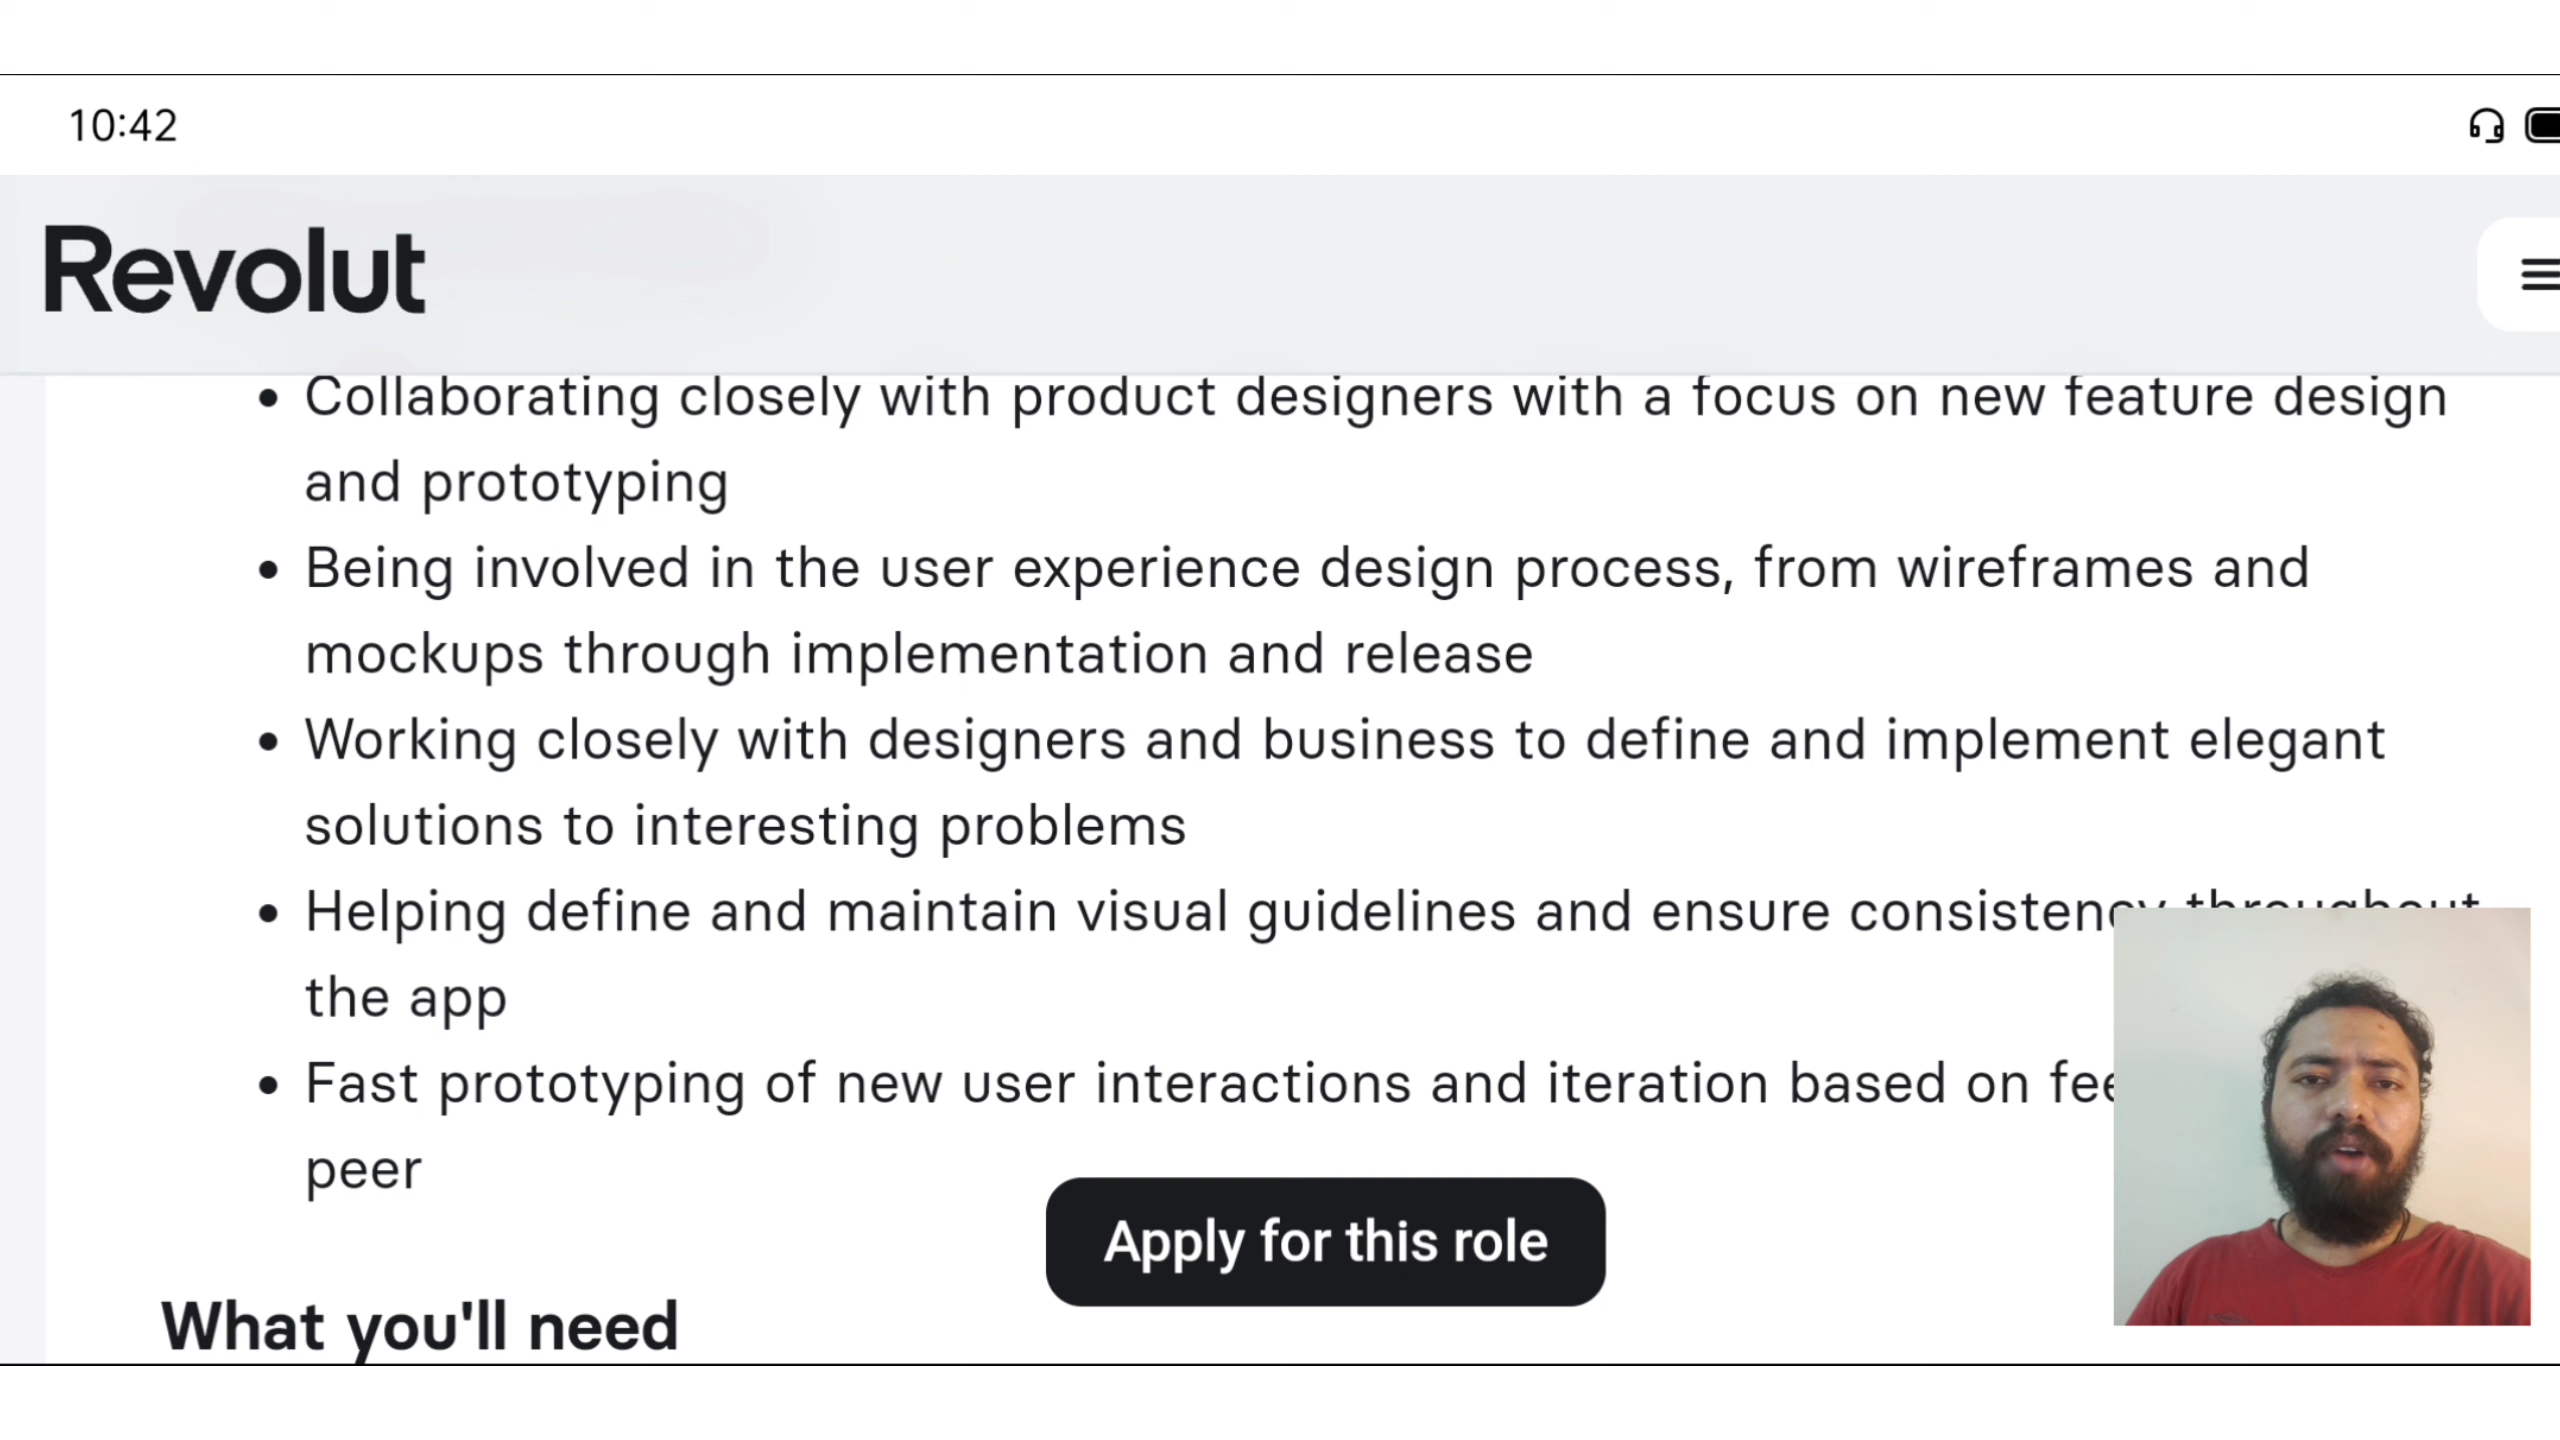 10:42
Revolut
• Collaborating closely with product designers with a focus on new feature design
and prototyping
• Being involved in the user experience design process, from wireframes and
mockups through implementation and release
• Working closely with designers and business to define and implement elegant
solutions to interesting problems
• Helping define and maintain visual guidelines and ensure consistency throughout
the app
• Fast prototyping of new user interactions and iteration based on
peer
Apply for this role
What you'll need